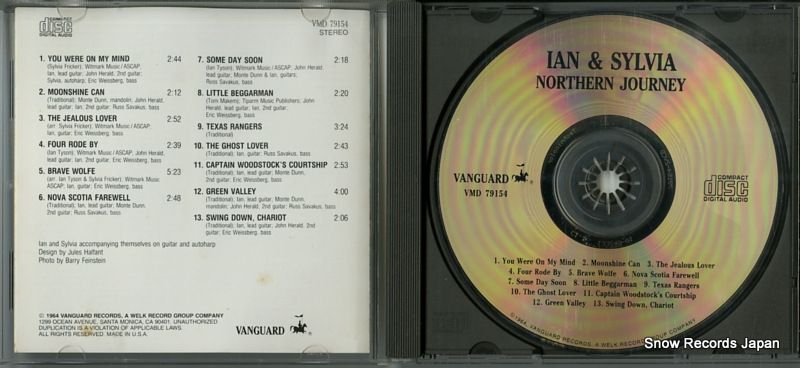 COMPACT
disc
DIGITAL AUDIO
VMD 79154
STEREO
1. YOU WERE ON MY MIND 2:44
(Sylvia Fricker); Witmark Music/ASCAP;
Ian, lead guitar; John Herald, 2nd guitar;
Sylvia, autoharp; Eric Weissberg, bass
2. MOONSHINE CAN 2:12
(Traditional); Monte Dunn, mandolin; John Herald,
lead guitar; Ian, 2nd guitar; Russ Savakus, bass
3. THE JEALOUS LOVER 2:52
(arr. Sylvia Fricker); Witmark Music / ASCAP;
Ian, guitar; Eric Weissberg, bass
4. FOUR RODE BY 2:39
(Ian Tyson); Witmark Music/ASCAP; John Herald,
lead guitar; Ian, 2nd guitar; Eric Weissberg, bass
5. BRAVE WOLFE 5:23
(arr. Ian Tyson & Sylvia Fricker); Witmark
Music / ASCAP; Ian, guitar; Eric Weissberg, bass
6. NOVA SCOTIA FAREWELL 2:48
(Traditional); Ian, lead guitar; Monte Dunn,
2nd guitar; Russ Savakus, bass
7. SOME DAY SOON 2:18
(Ian Tyson); Witmark Music/ASCAP; John Herald,
lead guitar; Monte Dunn & Ian, guitars;
Russ Savakus, bass
8. LITTLE BEGGARMAN 2:20
(Tom Makem); Tiparm Music Publishers; John
Herald, lead guitar; Ian, 2nd guitar;
Eric Weissberg, bass
9. TEXAS RANGERS 3:24
(Traditional)
10. THE GHOST LOVER 2:43
(Traditional); Ian, guitar; Russ Savakus, bass
11. CAPTAIN WOODSTOCK'S COURTSHIP 2:53
(Traditional); Ian, lead guitar; Monte Dunn,
2nd guitar; Eric Weissberg, bass
12. GREEN VALLEY 4:00
(Traditional); Ian, lead guitar; Monte Dunn,
mandolin; John Herald, 2nd guitar; Russ Savakus, bass
13. SWING DOWN, CHARIOT 2:06
(Traditional); Ian, lead guitar; John Herald, 2nd
guitar; Eric Weissberg, bass
Ian and Sylvia accompanying themselves on guitar and autoharp
Design by Jules Halfant
Photo by Barry Feinstein
© 1964 VANGUARD RECORDS, A WELK RECORD GROUP COMPANY
1299 OCEAN AVENUE, SANTA MONICA, CA 90401. UNAUTHORIZED
DUPLICATION IS A VIOLATION OF APPLICABLE LAWS.
ALL RIGHTS RESERVED. MADE IN U.S.A.
VANGUARD
IAN & SYLVIA
NORTHERN JOURNEY
VANGUARD
VMD 79154
COMPACT
disc
DIGITAL AUDIO
1. You Were On My Mind 2. Moonshine Can 3. The Jealous Lover
4. Four Rode By 5. Brave Wolfe 6. Nova Scotia Farewell
7. Some Day Soon 8. Little Beggarman 9. Texas Rangers
10. The Ghost Lover 11. Captain Woodstock's Courtship
12. Green Valley 13. Swing Down, Chariot
© 1964, VANGUARD RECORDS, A WELK RECORD GROUP COMPANY
Snow Records Japan